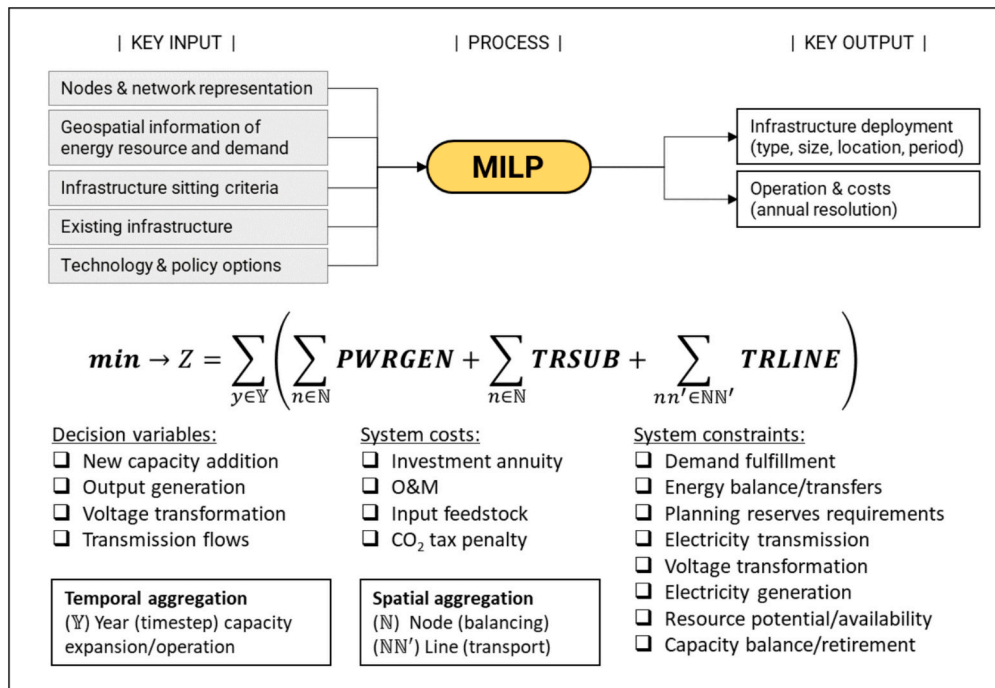 | KEY INPUT |
| PROCESS |
| KEY OUTPUT |
Nodes & network representation
Geospatial information of
energy resource and demand
Infrastructure sitting criteria
Existing infrastructure
Technology & policy options
MILP
Infrastructure deployment
(type, size, location, period)
Operation & costs
(annual resolution)
min → Z = ∑ y∈𝕐 ( ∑ n∈ℕ PWRGEN + ∑ n∈ℕ TRSUB + ∑ nn′∈ℕℕ′ TRLINE )
Decision variables:
❑ New capacity addition
❑ Output generation
❑ Voltage transformation
❑ Transmission flows
System costs:
❑ Investment annuity
❑ O&M
❑ Input feedstock
❑ CO₂ tax penalty
System constraints:
❑ Demand fulfillment
❑ Energy balance/transfers
❑ Planning reserves requirements
❑ Electricity transmission
❑ Voltage transformation
❑ Electricity generation
❑ Resource potential/availability
❑ Capacity balance/retirement
Temporal aggregation
(𝕐) Year (timestep) capacity
expansion/operation
Spatial aggregation
(ℕ) Node (balancing)
(ℕℕ′) Line (transport)